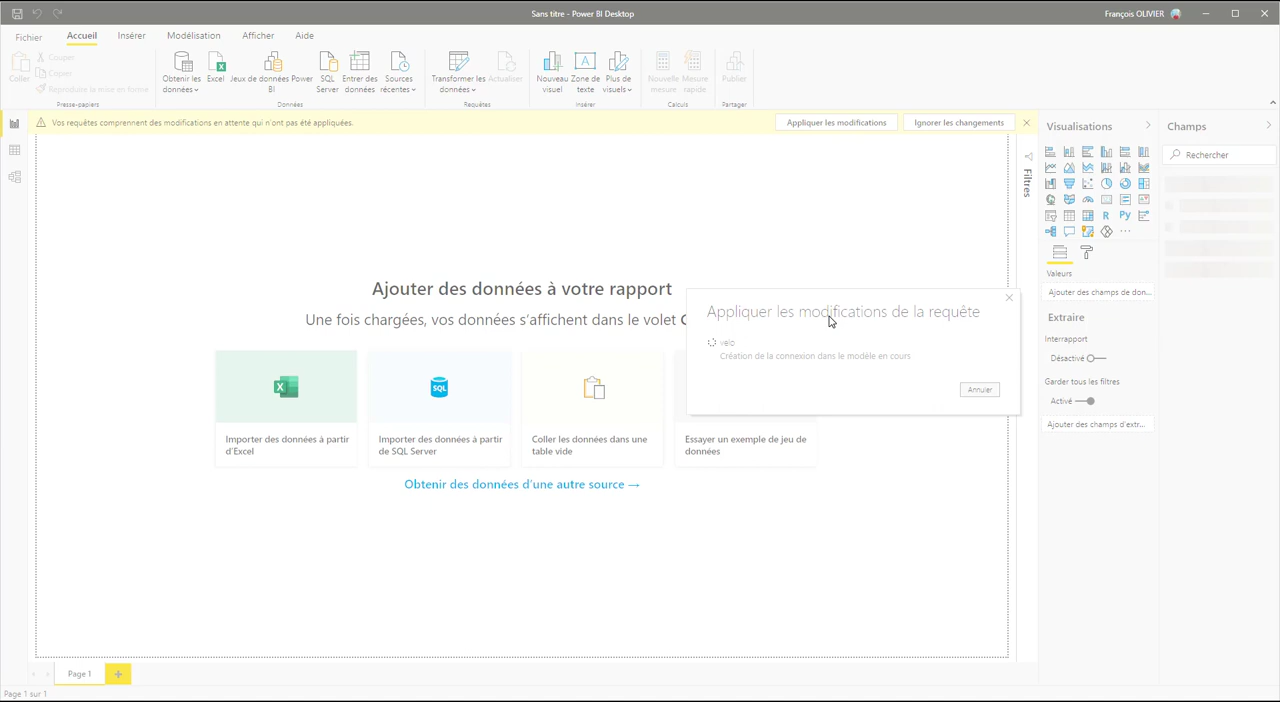 Sans titre - Power BI Desktop
François OLIVIER
Fichier
Accueil
Insérer
Modélisation
Afficher
Aide
Coller
Couper
Copier
Reproduire la mise en forme
Presse-papiers
Obtenir les données
Excel
Jeux de données Power BI
SQL Server
Entrer des données
Sources récentes
Données
Transformer les données
Actualiser
Requêtes
Nouveau visuel
Zone de texte
Plus de visuels
Insérer
Nouvelle mesure
Mesure rapide
Calculs
Publier
Partager
Vos requêtes comprennent des modifications en attente qui n'ont pas été appliquées.
Appliquer les modifications
Ignorer les changements
Ajouter des données à votre rapport
Une fois chargées, vos données s'affichent dans le volet C
Importer des données à partir d'Excel
SQL
Importer des données à partir de SQL Server
Coller les données dans une table vide
Essayer un exemple de jeu de données
Obtenir des données d'une autre source →
Appliquer les modifications de la requête
velo
Création de la connexion dans le modèle en cours
Annuler
Filtres
Visualisations
R
Py
Valeurs
Ajouter des champs de don...
Extraire
Interrapport
Désactivé
Garder tous les filtres
Activé
Ajouter des champs d'extr...
Champs
Rechercher
Page 1
Page 1 sur 1